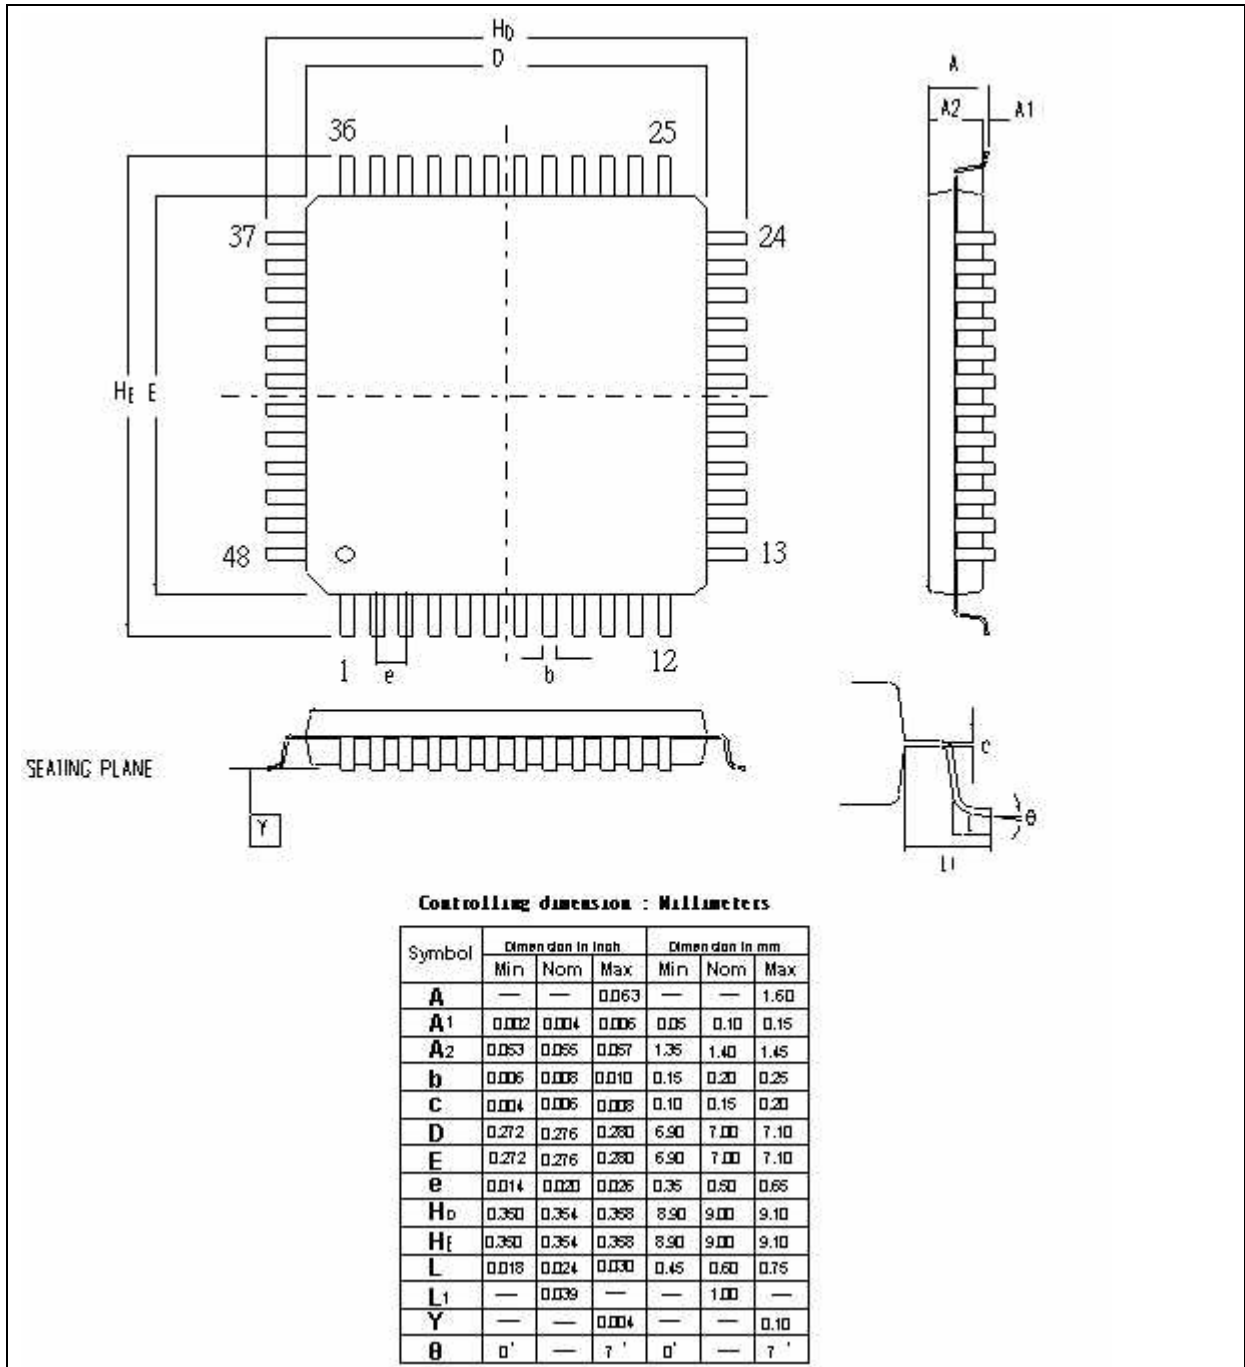 HD
D
A
A2 A1
36 25
37 24
HE E
48 13
1 e b 12
SEATING PLANE
Y
c
θ
L
L1
Controlling dimension : Millimeters
Symbol Dimension in inch Dimension in mm
Min Nom Max Min Nom Max
A — — 0.063 — — 1.60
A1 0.002 0.004 0.006 0.05 0.10 0.15
A2 0.053 0.055 0.057 1.35 1.40 1.45
b 0.006 0.008 0.010 0.15 0.20 0.25
c 0.004 0.006 0.008 0.10 0.15 0.20
D 0.272 0.276 0.280 6.90 7.00 7.10
E 0.272 0.276 0.280 6.90 7.00 7.10
e 0.014 0.020 0.026 0.35 0.50 0.65
HD 0.350 0.354 0.358 8.90 9.00 9.10
HE 0.350 0.354 0.358 8.90 9.00 9.10
L 0.018 0.024 0.030 0.45 0.60 0.75
L1 — 0.039 — — 1.00 —
Y — — 0.004 — — 0.10
θ 0° — 7° 0° — 7°